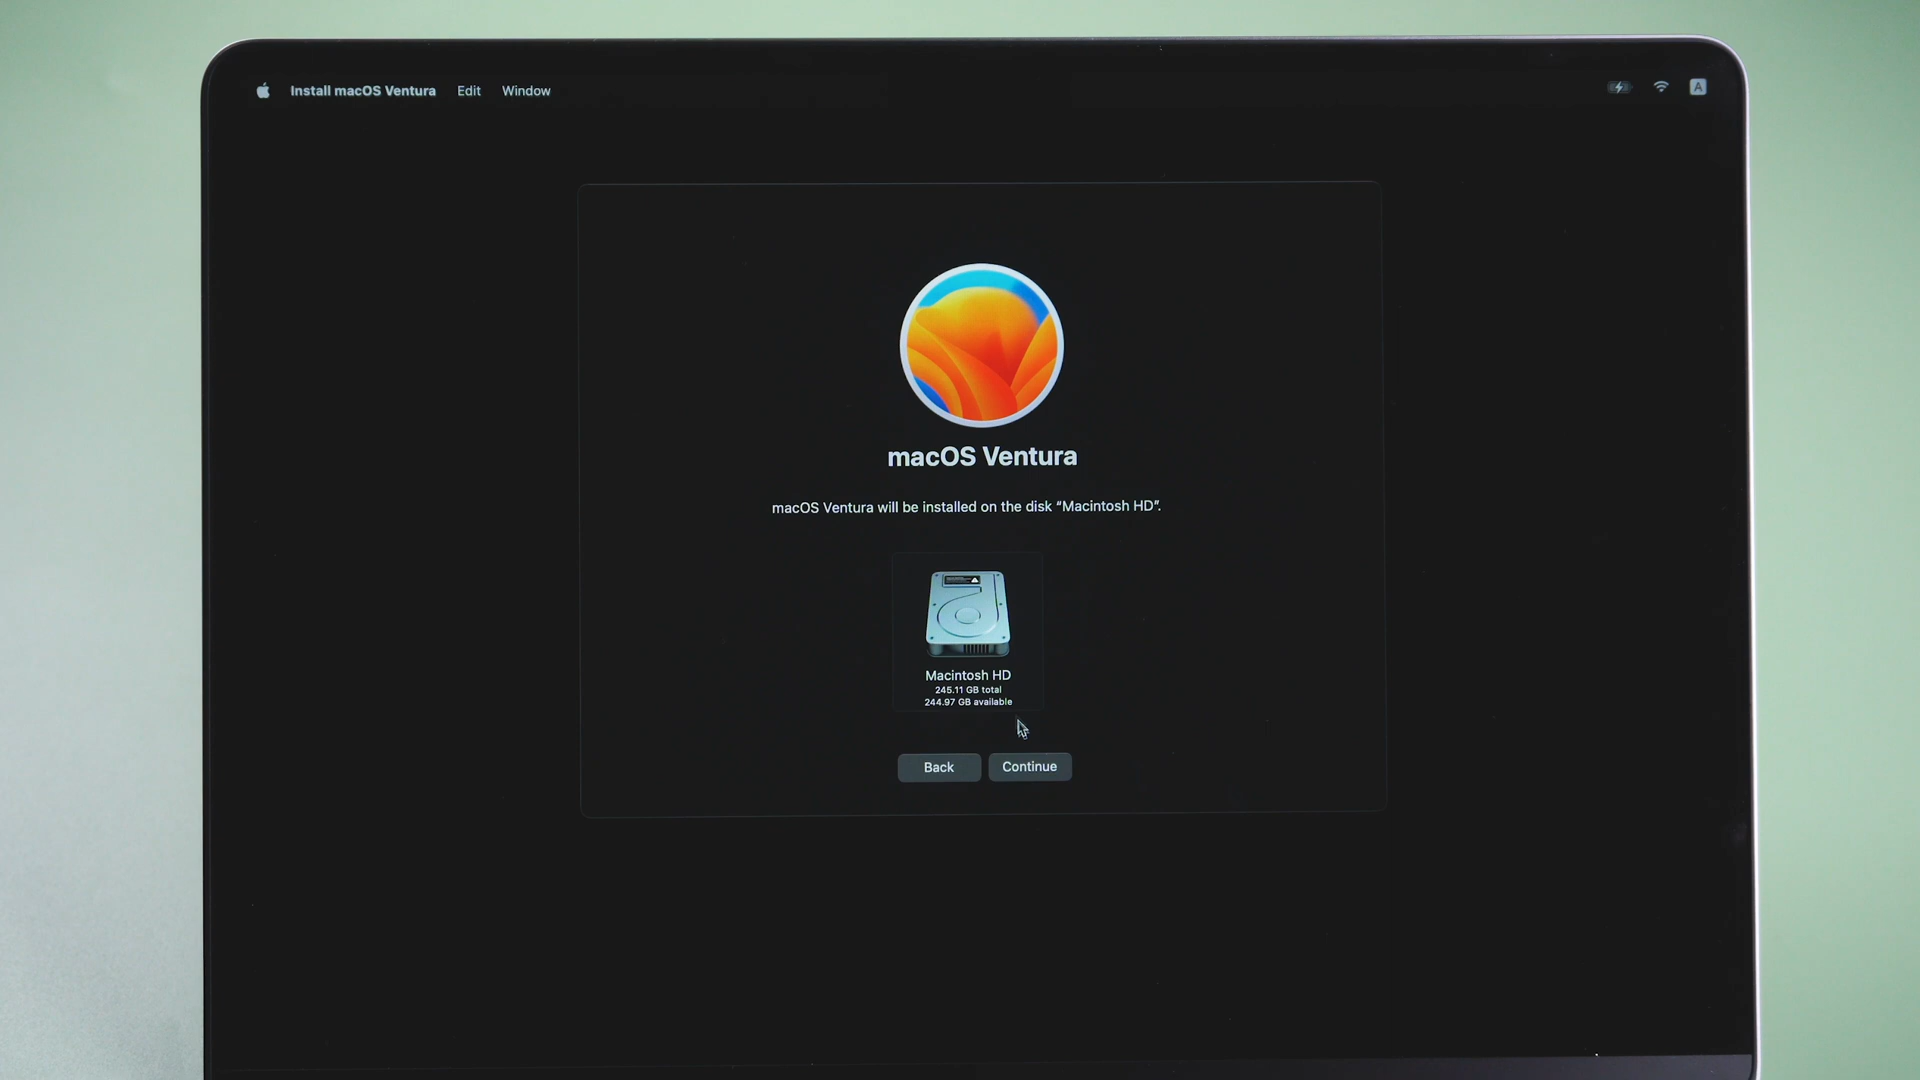 Install macOS Ventura Edit Window A
macOS Ventura
macOS Ventura will be installed on the disk “Macintosh HD”.
Macintosh HD
245.11 GB total
244.97 GB available
Back Continue